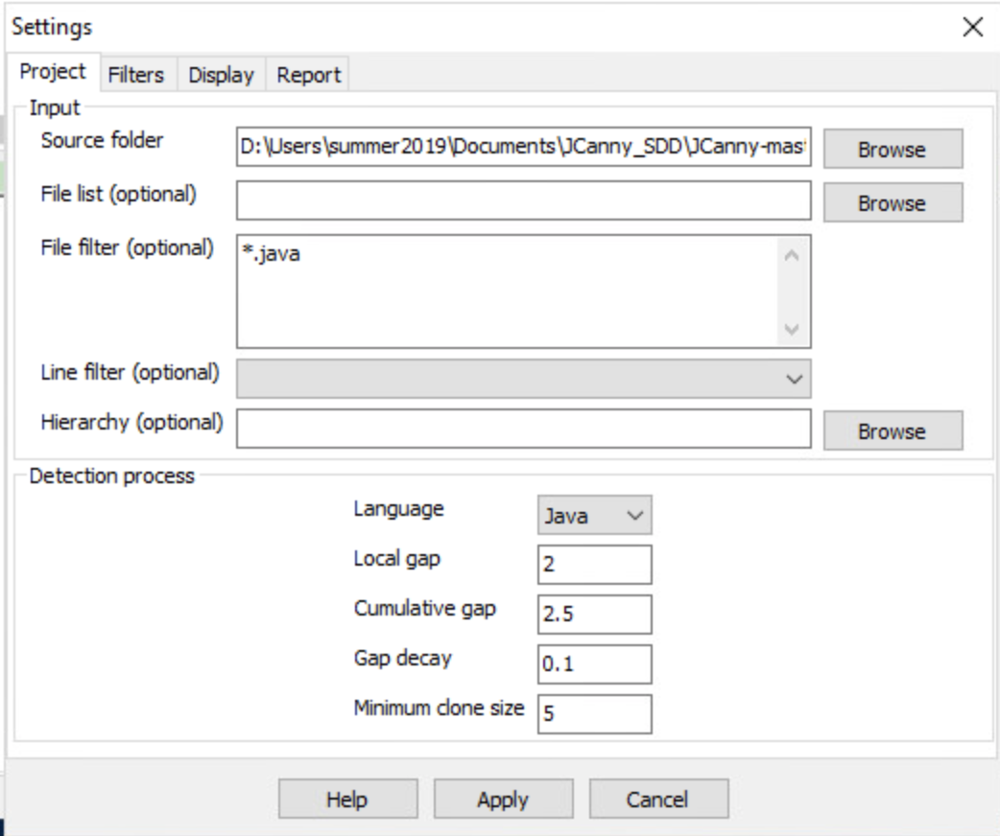 Settings
Project Filters Display Report
Input
Source folder D:\Users\summer2019\Documents\JCanny_SDD\JCanny-mas Browse
File list (optional) Browse
File filter (optional) *.java
Line filter (optional)
Hierarchy (optional) Browse
Detection process
Language Java
Local gap 2
Cumulative gap 2.5
Gap decay 0.1
Minimum clone size 5
Help Apply Cancel